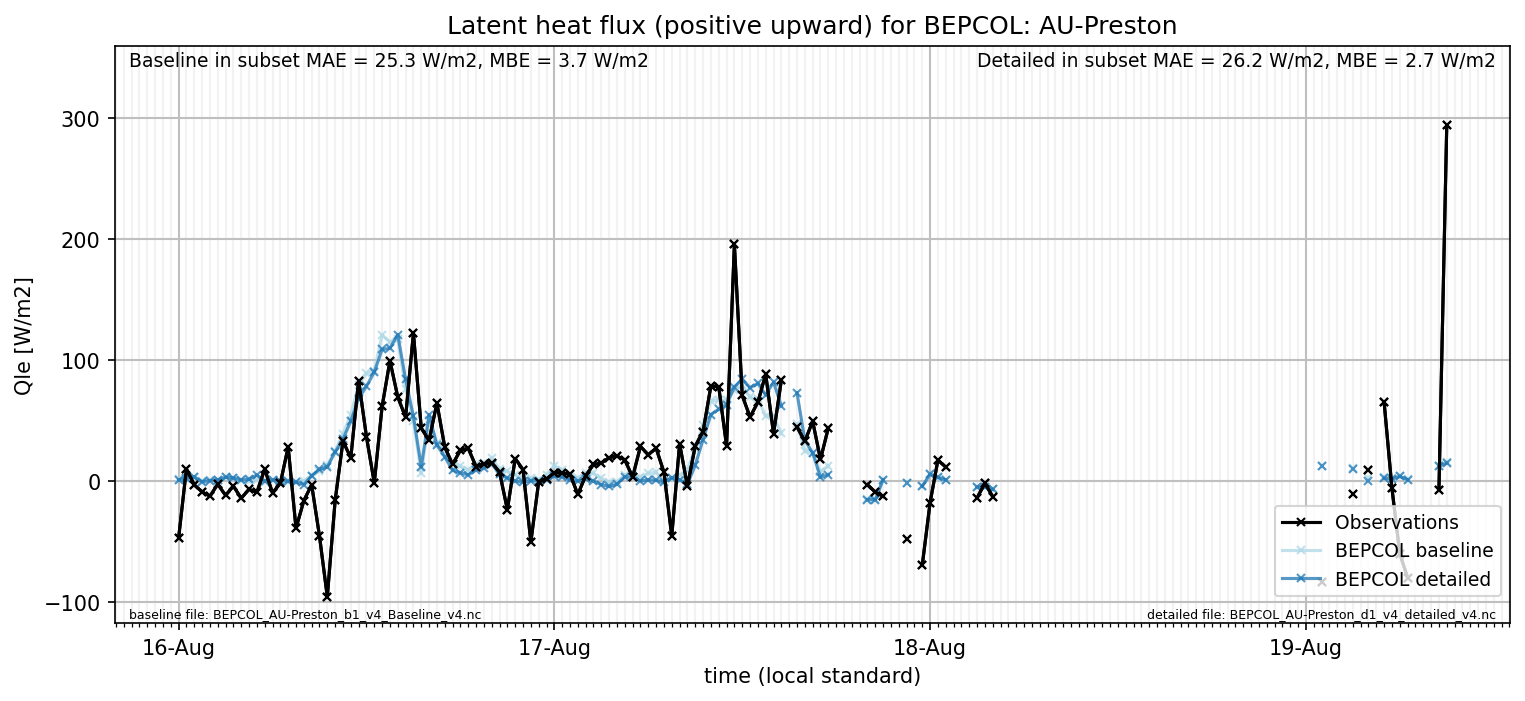 Latent heat flux (positive upward) for BEPCOL: AU-Preston
Baseline in subset MAE = 25.3 W/m2, MBE = 3.7 W/m2
Detailed in subset MAE = 26.2 W/m2, MBE = 2.7 W/m2
300
200
100
0
−100
Qle [W/m2]
Observations
BEPCOL baseline
BEPCOL detailed
baseline file: BEPCOL_AU-Preston_b1_v4_Baseline_v4.nc
detailed file: BEPCOL_AU-Preston_d1_v4_detailed_v4.nc
16-Aug
17-Aug
18-Aug
19-Aug
time (local standard)